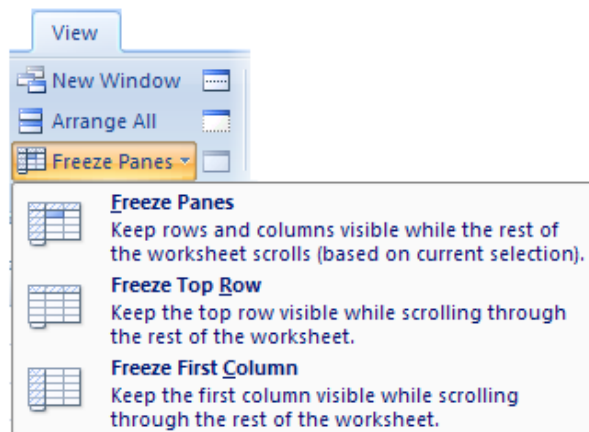 View
New Window
Arrange All
Freeze Panes
Freeze Panes
Keep rows and columns visible while the rest of
the worksheet scrolls (based on current selection).
Freeze Top Row
Keep the top row visible while scrolling through
the rest of the worksheet.
Freeze First Column
Keep the first column visible while scrolling
through the rest of the worksheet.